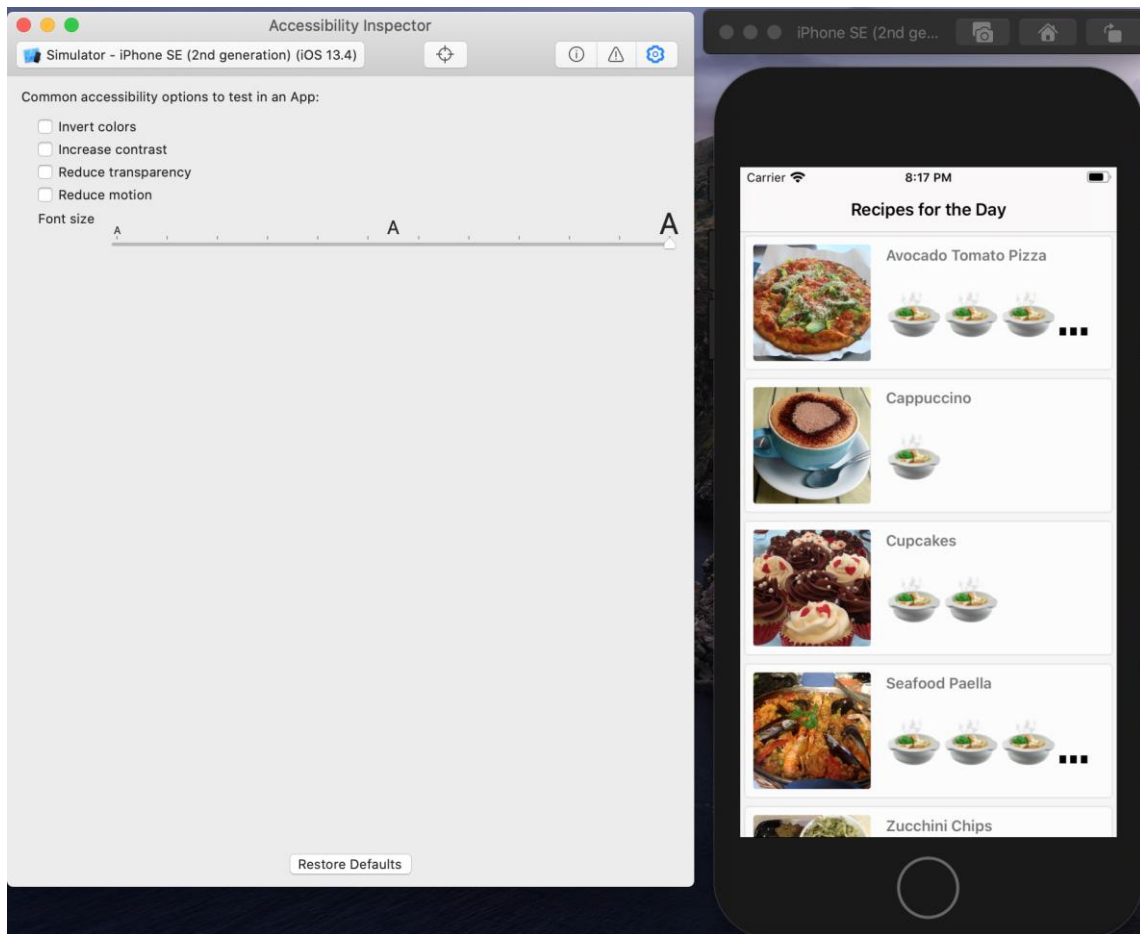 Accessibility Inspector
Simulator - iPhone SE (2nd generation) (iOS 13.4)
Common accessibility options to test in an App:
Invert colors
Increase contrast
Reduce transparency
Reduce motion
Font size
A A A
Restore Defaults
iPhone SE (2nd ge...
Carrier 8:17 PM
Recipes for the Day
Avocado Tomato Pizza
...
Cappuccino
Cupcakes
Seafood Paella
...
Zucchini Chips